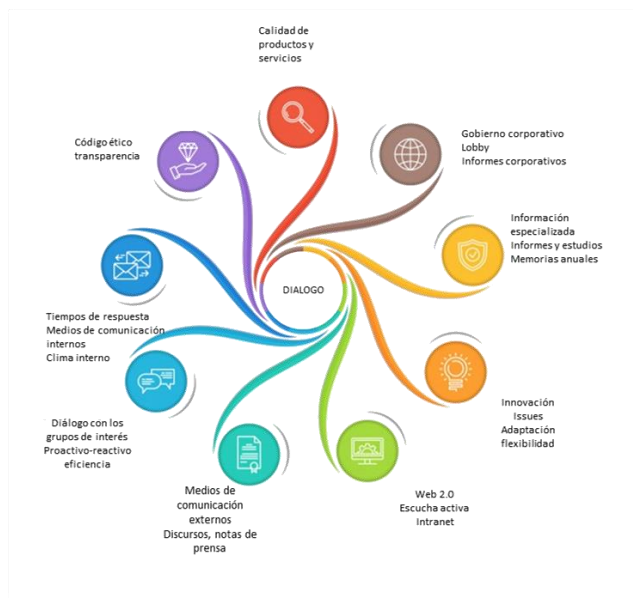 Calidad de
productos y
servicios
Gobierno corporativo
Lobby
Informes corporativos
Información
especializada
Informes y estudios
Memorias anuales
Innovación
Issues
Adaptación
flexibilidad
Web 2.0
Escucha activa
Intranet
Medios de
comunicación
externos
Discursos, notas de
prensa
Diálogo con los
grupos de interés
Proactivo-reactivo
eficiencia
Tiempos de respuesta
Medios de comunicación
internos
Clima interno
Código ético
transparencia
DIALOGO